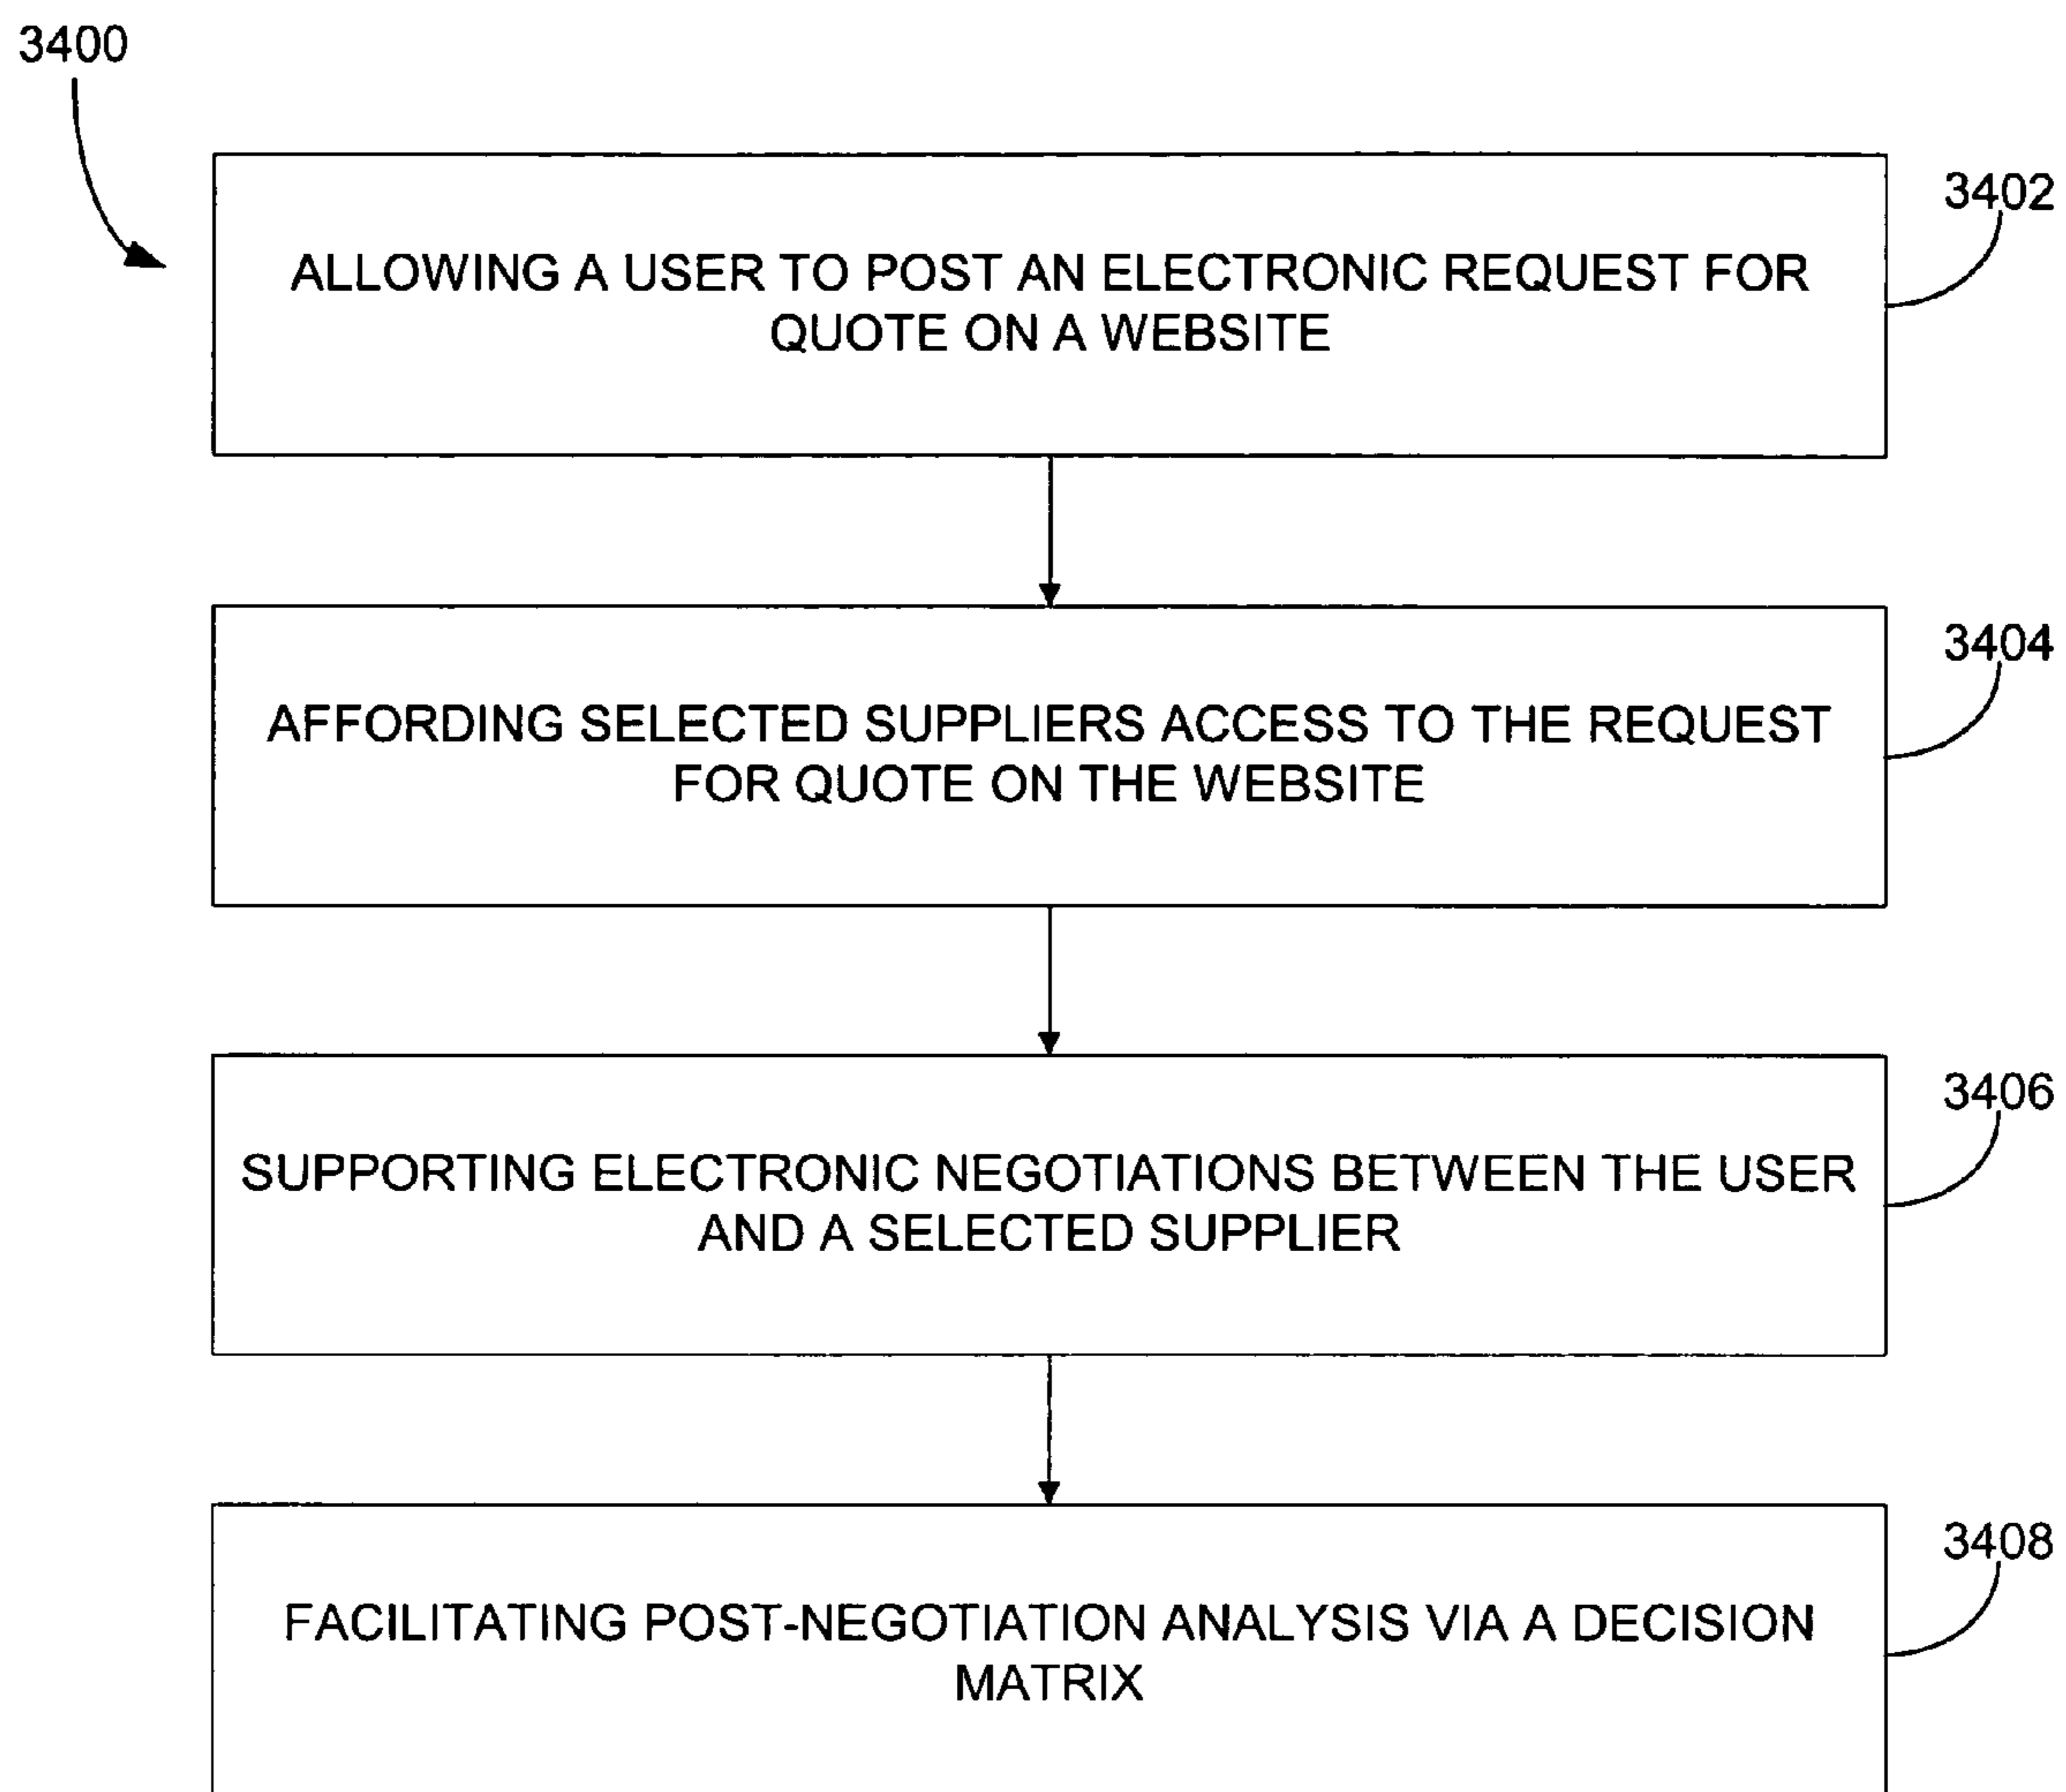 3400
3402
ALLOWING A USER TO POST AN ELECTRONIC REQUEST FOR
QUOTE ON A WEBSITE
3404
AFFORDING SELECTED SUPPLIERS ACCESS TO THE REQUEST
FOR QUOTE ON THE WEBSITE
3406
SUPPORTING ELECTRONIC NEGOTIATIONS BETWEEN THE USER
AND A SELECTED SUPPLIER
3408
FACILITATING POST-NEGOTIATION ANALYSIS VIA A DECISION
MATRIX